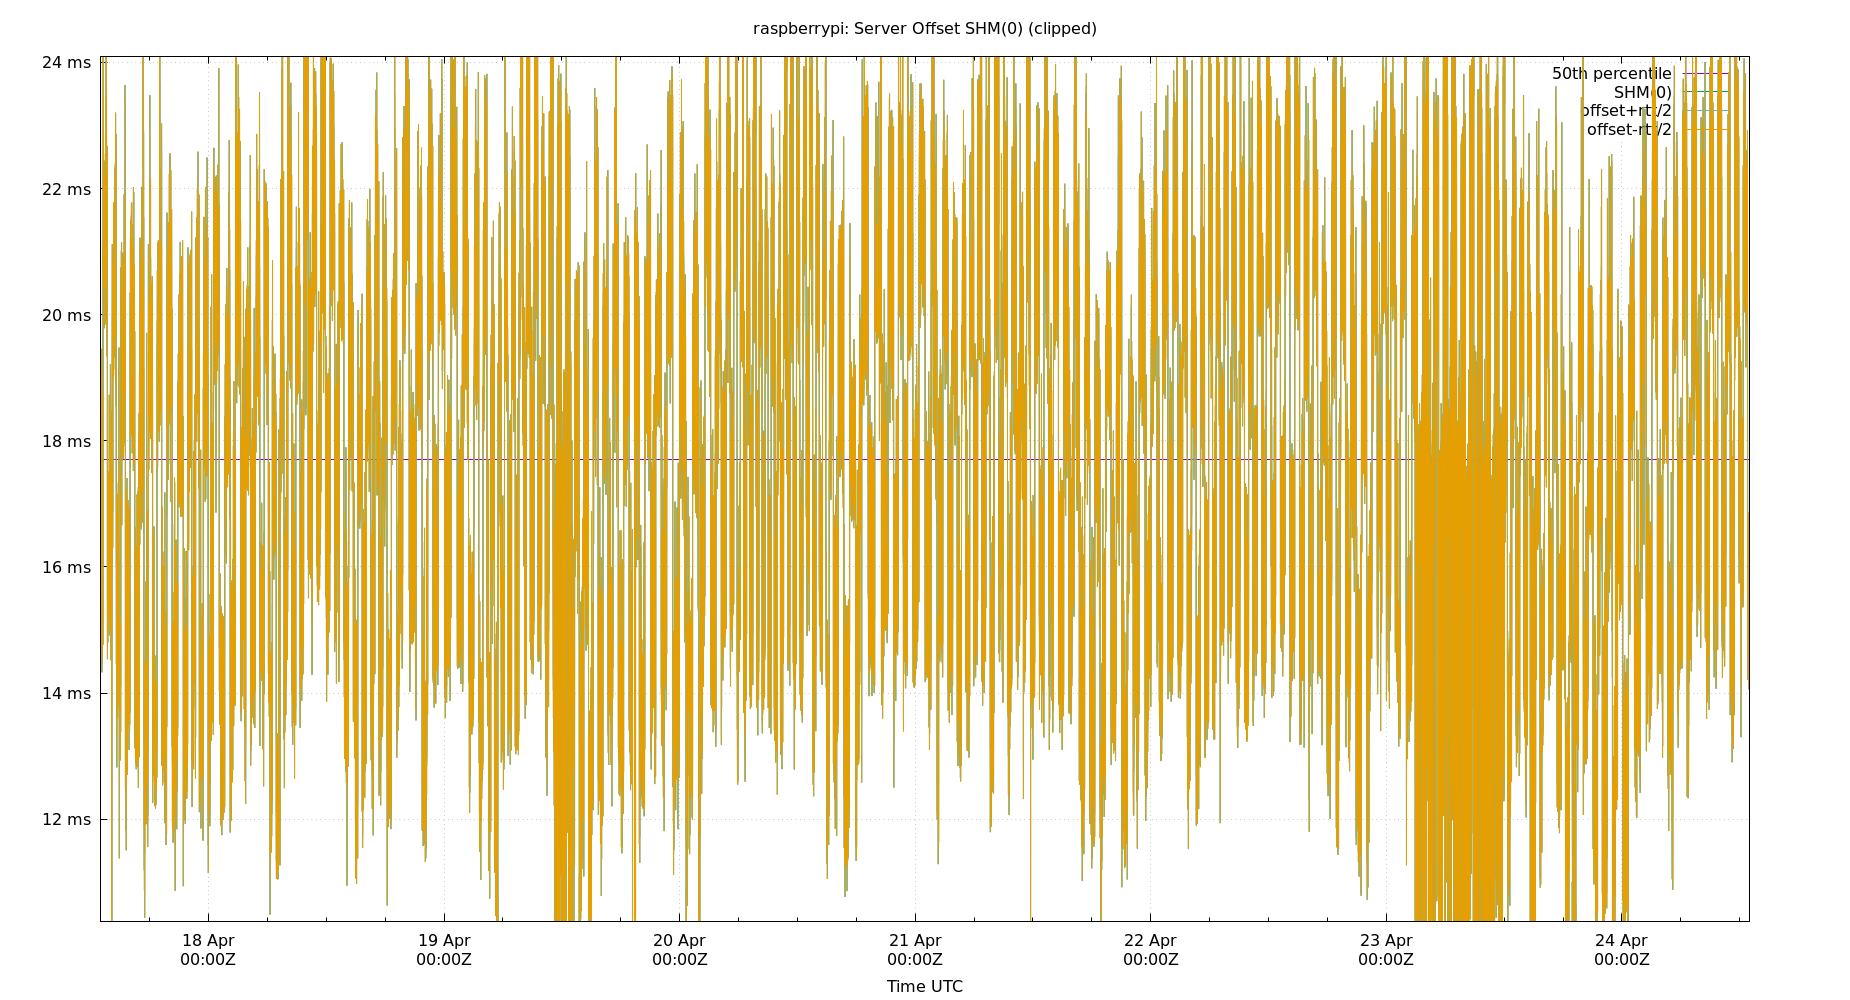 raspberrypi: Server Offset SHM(0) (clipped)
24 ms
50th percentile
SHM(0)
offset+rtt/2
offset-rtt/2
22 ms
20 ms
18 ms
16 ms
14 ms
12 ms
18 Apr 19 Apr 20 Apr 21 Apr 22 Apr 23 Apr 24 Apr
00:00Z 00:00Z 00:00Z 00:00Z 00:00Z 00:00Z 00:00Z
Time UTC